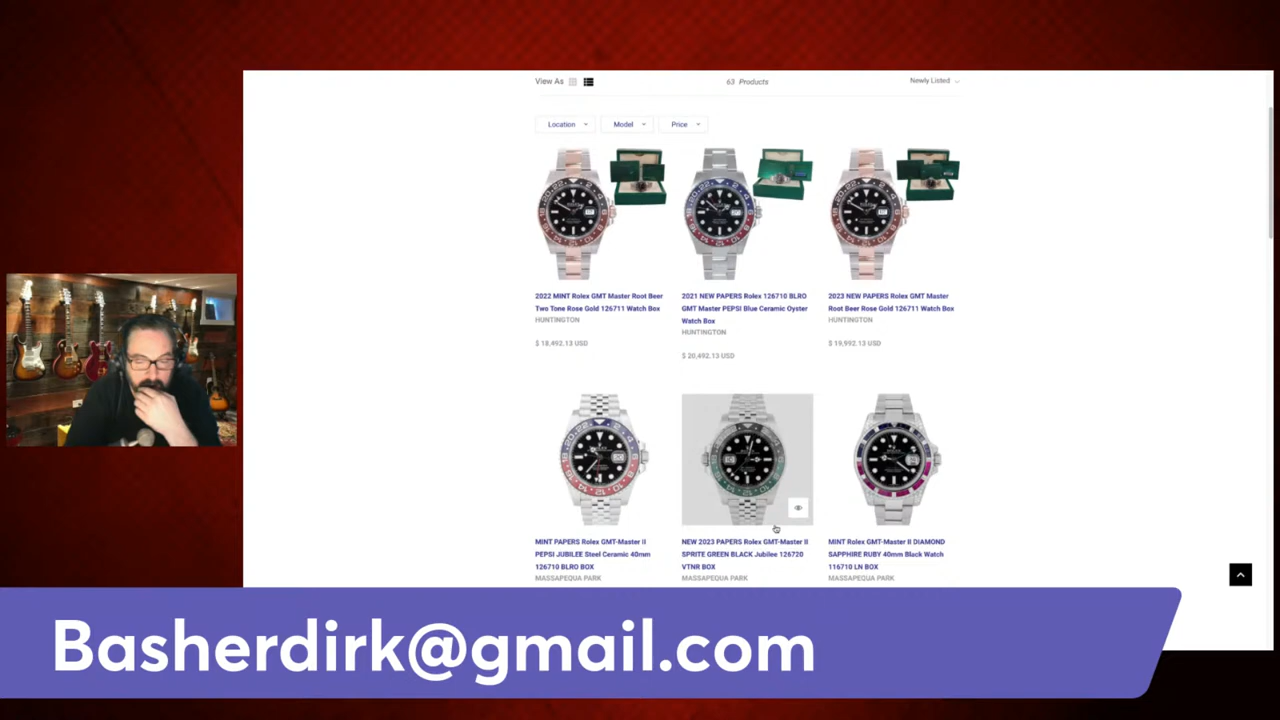 View As
63 Products
Newly Listed
Location
Model
Price
2022 MINT Rolex GMT Master Root Beer
Two Tone Rose Gold 126711 Watch Box
HUNTINGTON
$ 18,492.13 USD
2021 NEW PAPERS Rolex 126710 BLRO
GMT Master PEPSI Blue Ceramic Oyster
Watch Box
HUNTINGTON
$ 20,492.13 USD
2023 NEW PAPERS Rolex GMT Master
Root Beer Rose Gold 126711 Watch Box
HUNTINGTON
$ 19,992.13 USD
MINT PAPERS Rolex GMT-Master II
PEPSI JUBILEE Steel Ceramic 40mm
126710 BLRO BOX
MASSAPEQUA PARK
NEW 2023 PAPERS Rolex GMT-Master II
SPRITE GREEN BLACK Jubilee 126720
VTNR BOX
MASSAPEQUA PARK
MINT Rolex GMT-Master II DIAMOND
SAPPHIRE RUBY 40mm Black Watch
116710 LN BOX
MASSAPEQUA PARK
Basherdirk@gmail.com